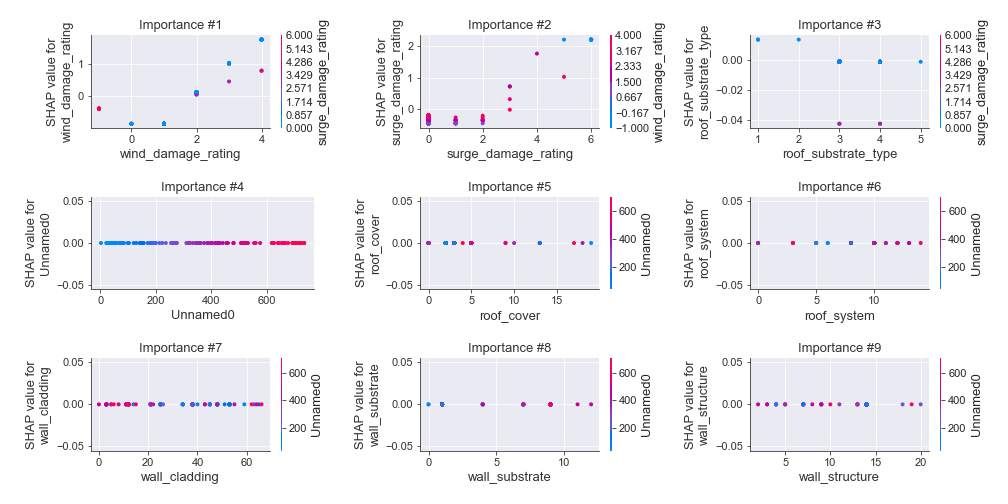 Importance #1
SHAP value for
wind_damage_rating
1
0
0
2
4
wind_damage_rating
6.000
5.143
4.286
3.429
2.571
1.714
0.857
0.000
surge_damage_rating
Importance #2
SHAP value for
surge_damage_rating
2
1
0
0
2
4
6
surge_damage_rating
4.000
3.167
2.333
1.500
0.667
−0.167
−1.000
wind_damage_rating
Importance #3
SHAP value for
roof_substrate_type
0.00
−0.02
−0.04
1
2
3
4
5
roof_substrate_type
6.000
5.143
4.286
3.429
2.571
1.714
0.857
0.000
surge_damage_rating
Importance #4
SHAP value for
Unnamed0
0.05
0.00
−0.05
0
200
400
600
Unnamed0
Importance #5
SHAP value for
roof_cover
0.05
0.00
−0.05
0
5
10
15
roof_cover
600
400
200
Unnamed0
Importance #6
SHAP value for
roof_system
0.05
0.00
−0.05
0
10
roof_system
600
400
200
Unnamed0
Importance #7
SHAP value for
wall_cladding
0.05
0.00
−0.05
0
20
40
60
wall_cladding
600
400
200
Unnamed0
Importance #8
SHAP value for
wall_substrate
0.05
0.00
−0.05
0
5
10
wall_substrate
600
400
200
Unnamed0
Importance #9
SHAP value for
wall_structure
0.05
0.00
−0.05
5
10
15
20
wall_structure
600
400
200
Unnamed0